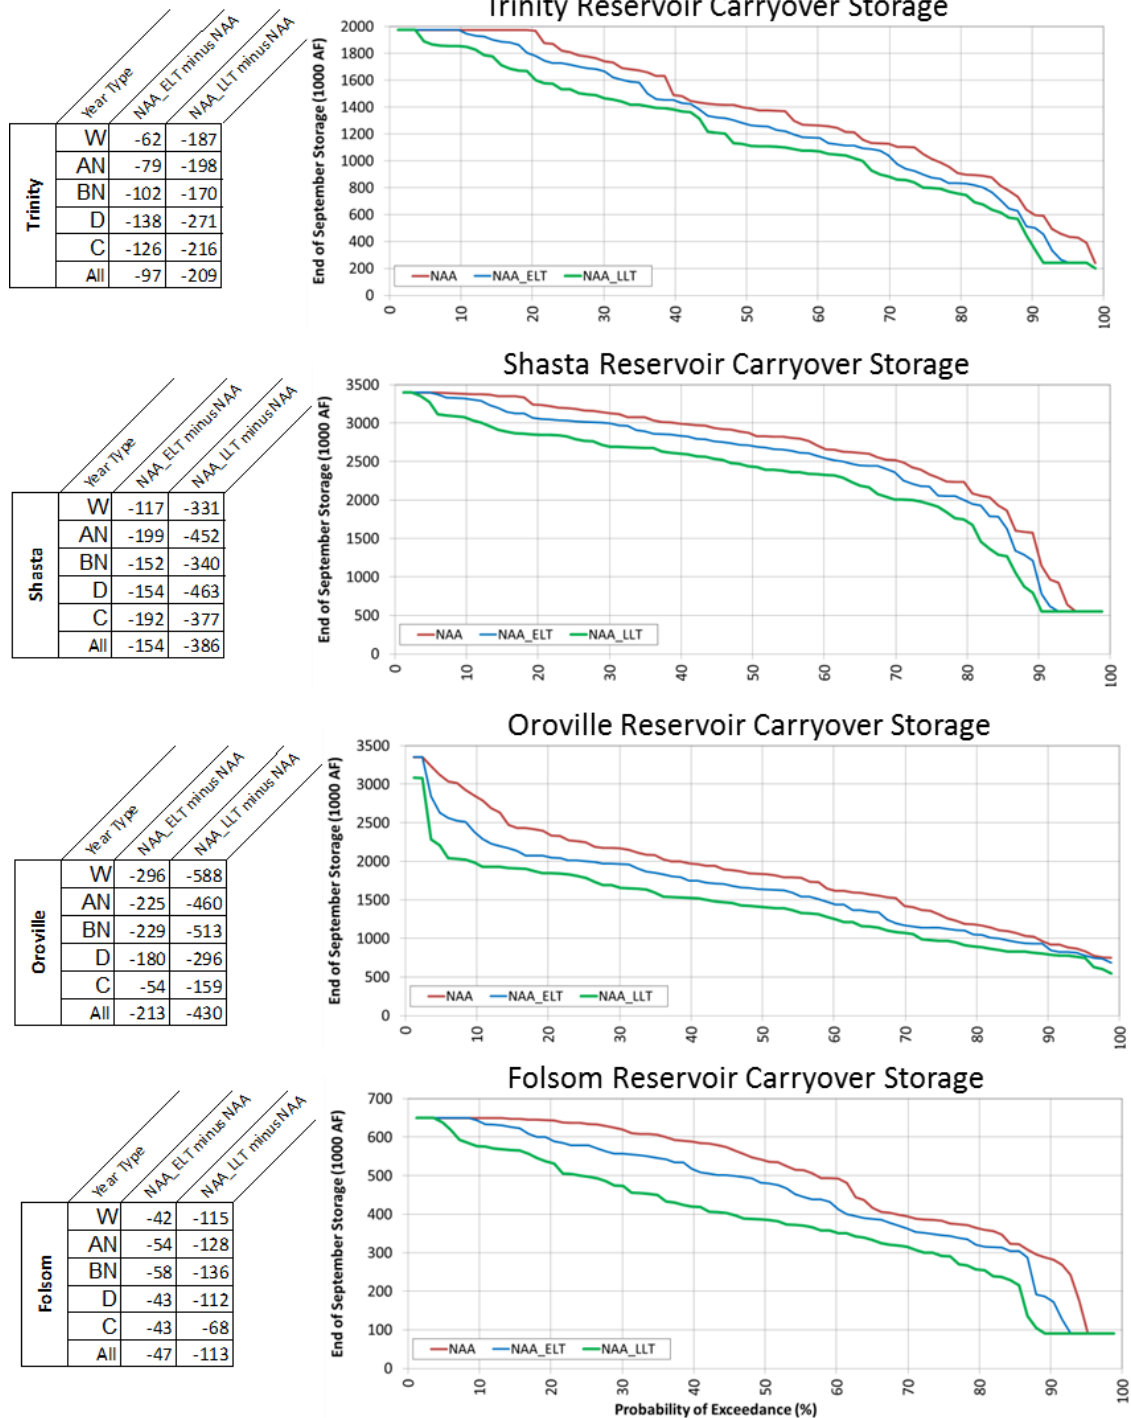 Trinity Reservoir Carryover Storage
Year Type
NAA_ELT minus NAA
NAA_LLT minus NAA
Trinity
W -62 -187
AN -79 -198
BN -102 -170
D -138 -271
C -126 -216
All -97 -209
End of September Storage (1000 AF)
2000
1800
1600
1400
1200
1000
800
600
400
200
0
NAA NAA_ELT NAA_LLT
0 10 20 30 40 50 60 70 80 90 100
Shasta Reservoir Carryover Storage
Year Type
NAA_ELT minus NAA
NAA_LLT minus NAA
Shasta
W -117 -331
AN -199 -452
BN -152 -340
D -154 -463
C -192 -377
All -154 -386
End of September Storage (1000 AF)
3500
3000
2500
2000
1500
1000
500
0
NAA NAA_ELT NAA_LLT
0 10 20 30 40 50 60 70 80 90 100
Oroville Reservoir Carryover Storage
Year Type
NAA_ELT minus NAA
NAA_LLT minus NAA
Oroville
W -296 -588
AN -225 -460
BN -229 -513
D -180 -296
C -54 -159
All -213 -430
End of September Storage (1000 AF)
3500
3000
2500
2000
1500
1000
500
0
NAA NAA_ELT NAA_LLT
0 10 20 30 40 50 60 70 80 90 100
Folsom Reservoir Carryover Storage
Year Type
NAA_ELT minus NAA
NAA_LLT minus NAA
Folsom
W -42 -115
AN -54 -128
BN -58 -136
D -43 -112
C -43 -68
All -47 -113
End of September Storage (1000 AF)
700
600
500
400
300
200
100
0
NAA NAA_ELT NAA_LLT
0 10 20 30 40 50 60 70 80 90 100
Probability of Exceedance (%)